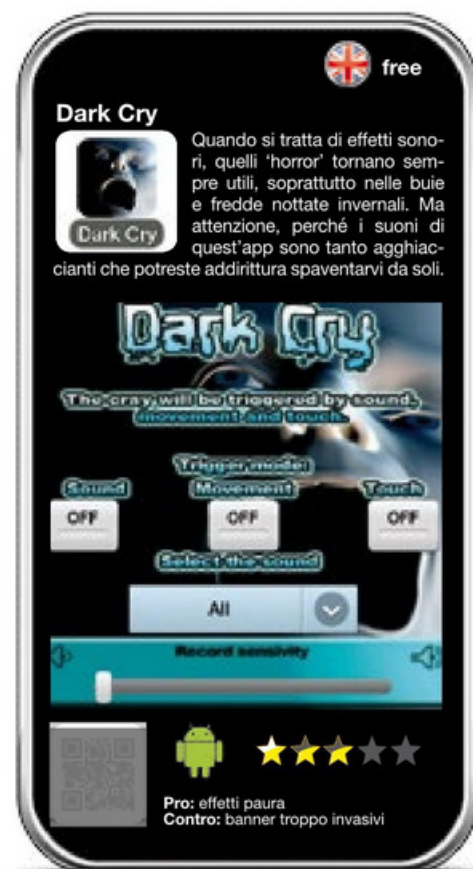 free
Dark Cry
Quando si tratta di effetti sono-
ri, quelli ‘horror’ tornano sem-
pre utili, soprattutto nelle buie
e fredde nottate invernali. Ma
attenzione, perché i suoni di
quest’app sono tanto agghiac-
cianti che potreste addirittura spaventarvi da soli.
Dark Cry
Dark Cry
The cray will be triggered by sound,
movement and touch.
Trigger mode:
Sound Movement Touch
OFF OFF OFF
Select the sound
All
Record sensivity
Pro: effetti paura
Contro: banner troppo invasivi